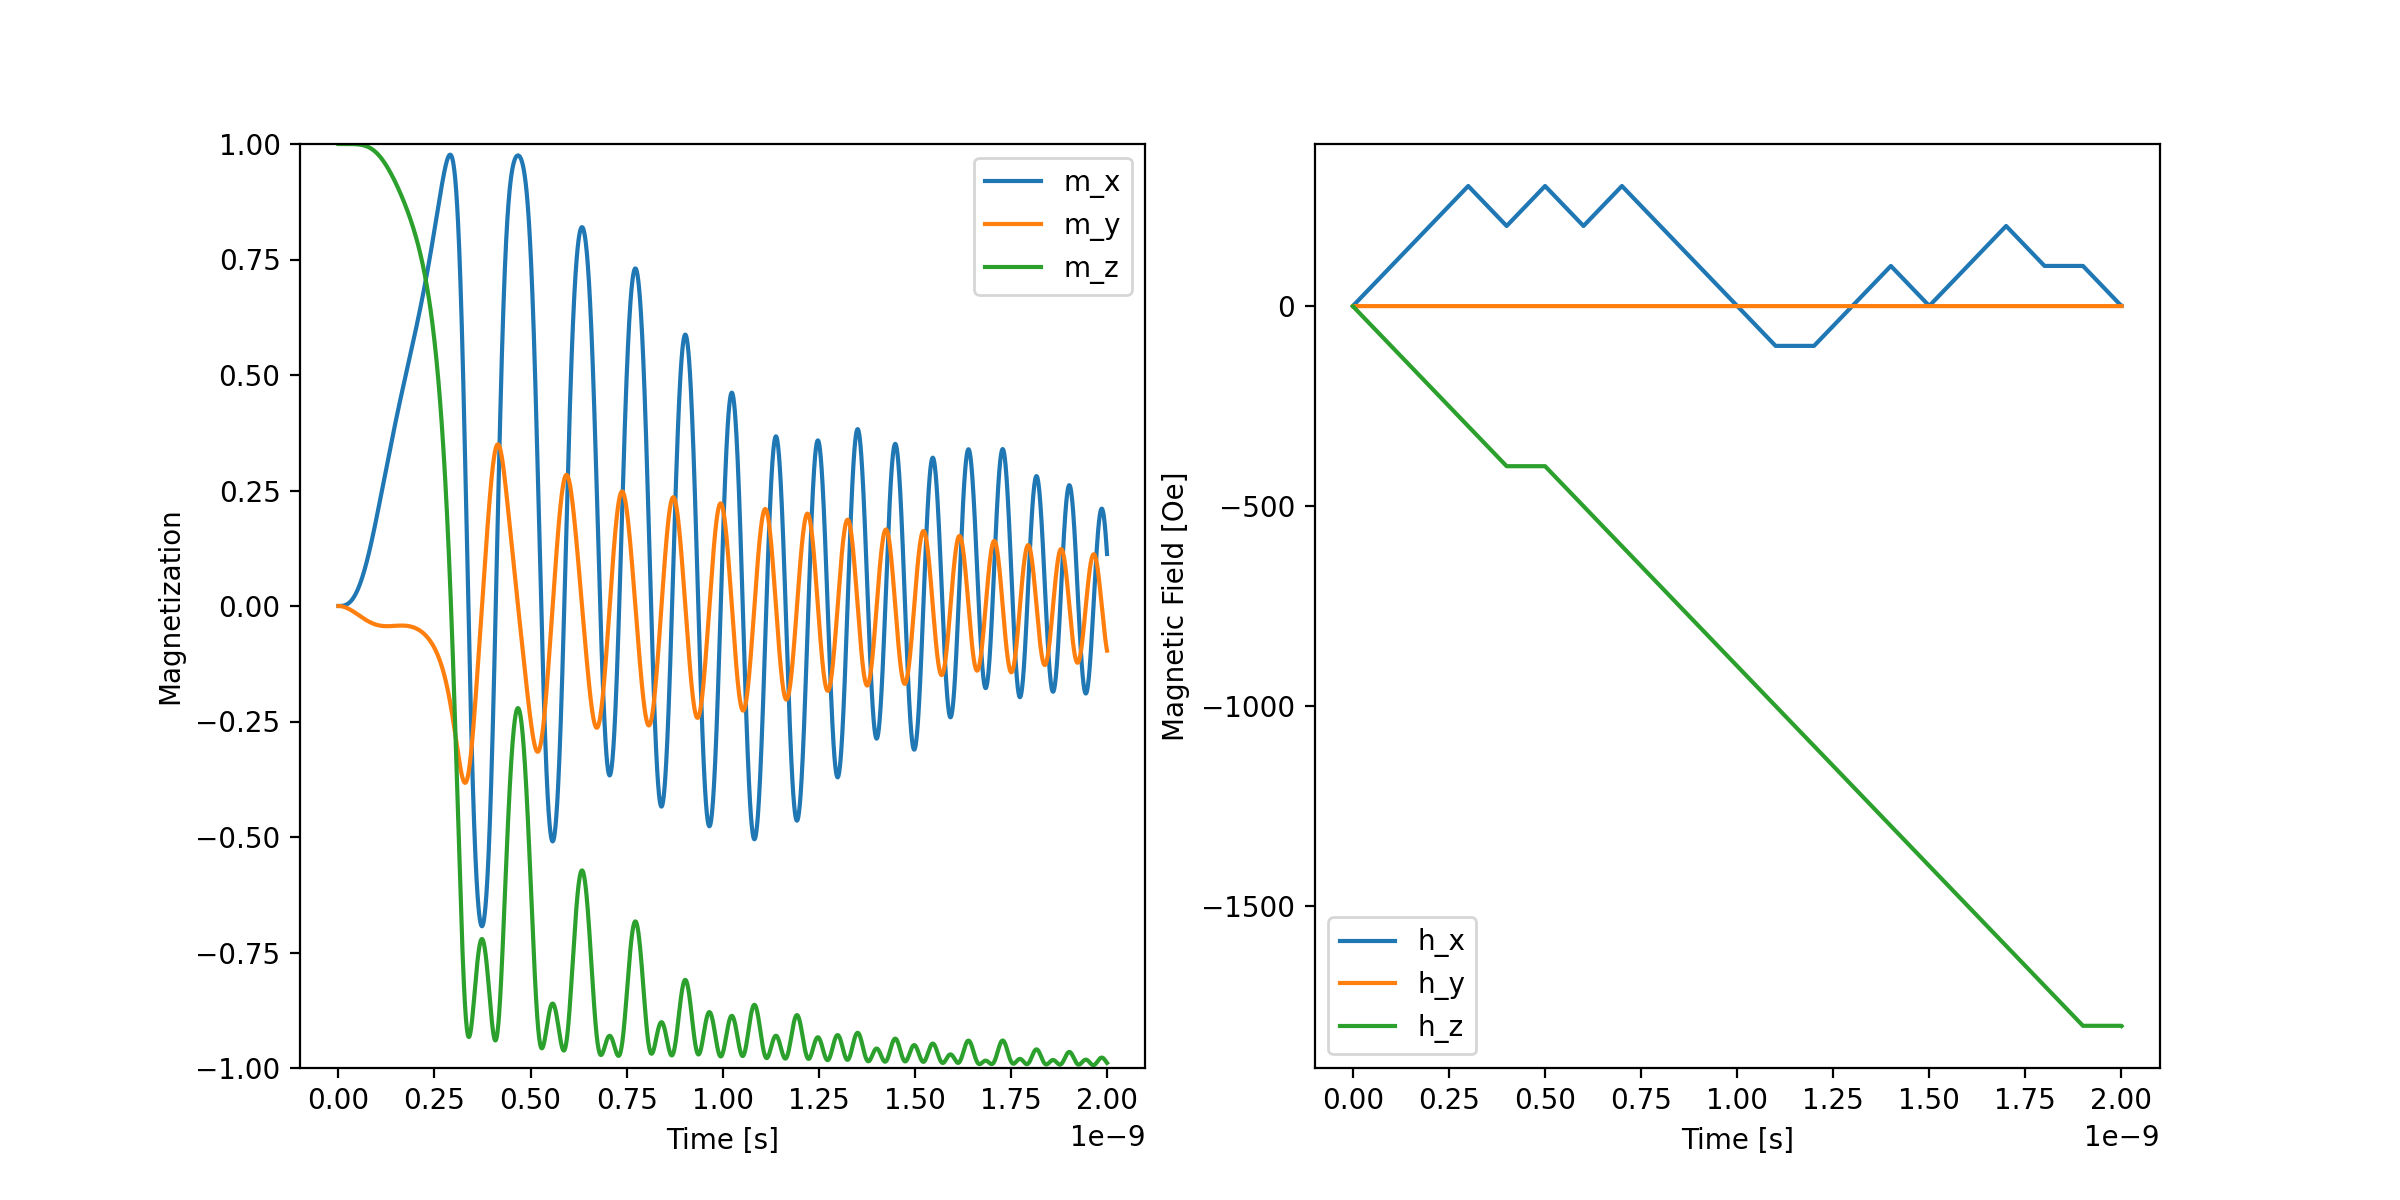 1.00
0.75
0.50
0.25
0.00
−0.25
−0.50
−0.75
−1.00
Magnetization
m_x
m_y
m_z
0.00 0.25 0.50 0.75 1.00 1.25 1.50 1.75 2.00
Time [s]
1e−9
0
−500
−1000
−1500
Magnetic Field [Oe]
h_x
h_y
h_z
0.00 0.25 0.50 0.75 1.00 1.25 1.50 1.75 2.00
Time [s]
1e−9